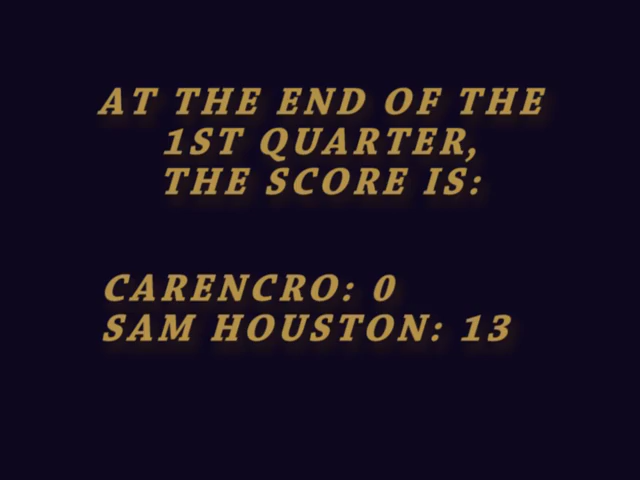 AT THE END OF THE
1ST QUARTER,
THE SCORE IS:
CARENCRO: 0
SAM HOUSTON: 13